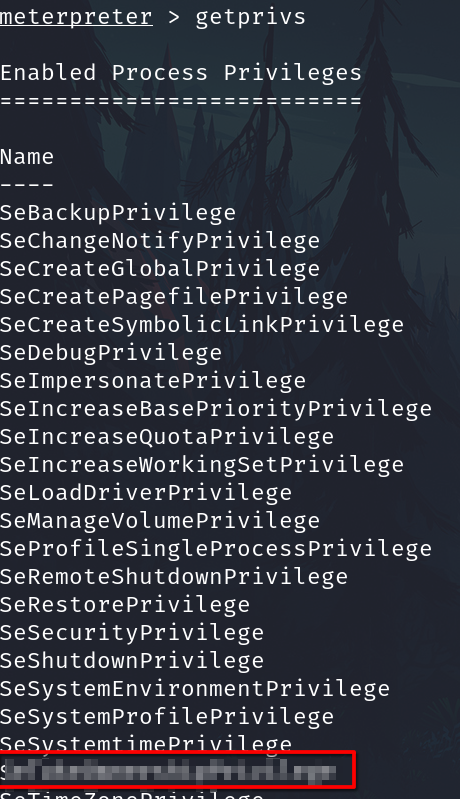 meterpreter > getprivs
Enabled Process Privileges
==========================
Name
----
SeBackupPrivilege
SeChangeNotifyPrivilege
SeCreateGlobalPrivilege
SeCreatePagefilePrivilege
SeCreateSymbolicLinkPrivilege
SeDebugPrivilege
SeImpersonatePrivilege
SeIncreaseBasePriorityPrivilege
SeIncreaseQuotaPrivilege
SeIncreaseWorkingSetPrivilege
SeLoadDriverPrivilege
SeManageVolumePrivilege
SeProfileSingleProcessPrivilege
SeRemoteShutdownPrivilege
SeRestorePrivilege
SeSecurityPrivilege
SeShutdownPrivilege
SeSystemEnvironmentPrivilege
SeSystemProfilePrivilege
SeSystemtimePrivilege
SeTimeZonePrivilege